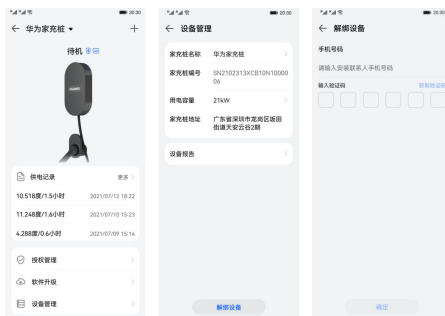 20:30
华为家充桩
待机
HUAWEI
供电记录
更多
10.518度/1.5小时
2021/07/12 18:22
11.248度/1.6小时
2021/07/10 15:23
4.288度/0.6小时
2021/07/09 15:14
授权管理
软件升级
设备管理
20:30
设备管理
家充桩名称
华为家充桩
家充桩编号
SN2102313XCB10N10000
06
用电容量
21kW
家充桩地址
广东省深圳市龙岗区坂田
街道天安云谷2期
设备报告
解绑设备
20:30
解绑设备
手机号码
请输入安装联系人手机号码
输入验证码
获取验证码
确定